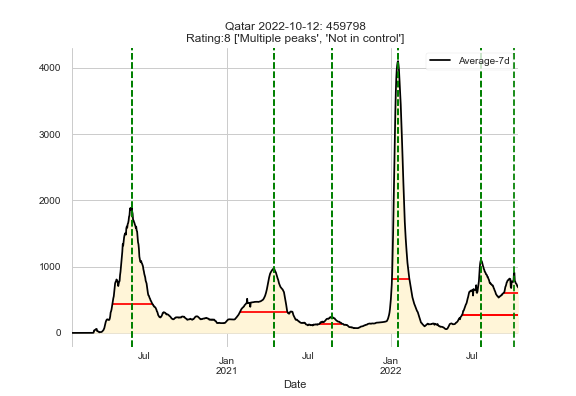 Qatar 2022-10-12: 459798
Rating:8 ['Multiple peaks', 'Not in control']
Average-7d
4000
3000
2000
1000
0
Jul
Jan
2021
Jul
Jan
2022
Jul
Date